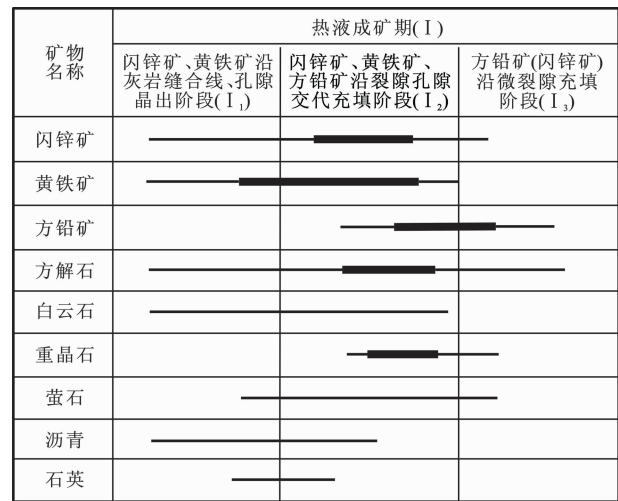 矿物
名称
热液成矿期(Ⅰ)
闪锌矿、黄铁矿沿
灰岩缝合线、孔隙
晶出阶段(Ⅰ₁)
闪锌矿、黄铁矿、
方铅矿沿裂隙孔隙
交代充填阶段(Ⅰ₂)
方铅矿(闪锌矿)
沿微裂隙充填
阶段(Ⅰ₃)
闪锌矿
黄铁矿
方铅矿
方解石
白云石
重晶石
萤石
沥青
石英